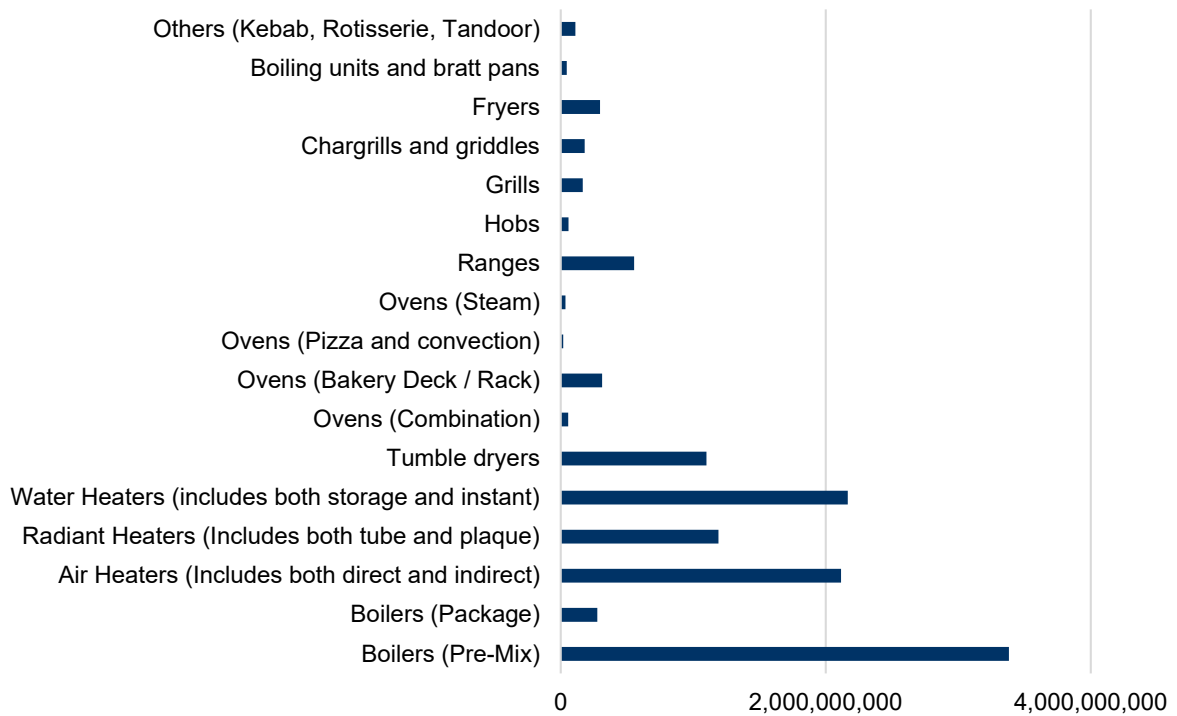 Others (Kebab, Rotisserie, Tandoor)
Boiling units and bratt pans
Fryers
Chargrills and griddles
Grills
Hobs
Ranges
Ovens (Steam)
Ovens (Pizza and convection)
Ovens (Bakery Deck / Rack)
Ovens (Combination)
Tumble dryers
Water Heaters (includes both storage and instant)
Radiant Heaters (Includes both tube and plaque)
Air Heaters (Includes both direct and indirect)
Boilers (Package)
Boilers (Pre-Mix)
0 2,000,000,000 4,000,000,000